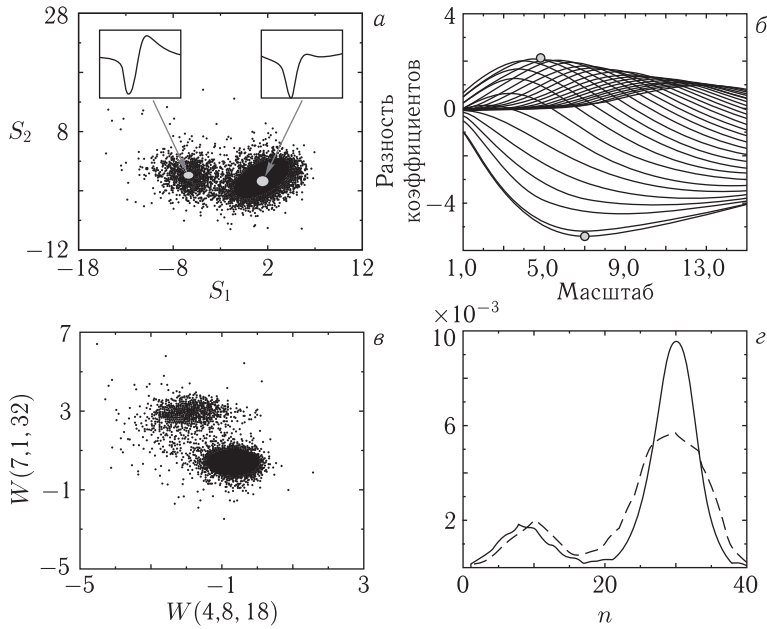 28
a
S₂
8
−12
−18
−8
2
12
S₁
4
б
Разность
коэффициентов
0
−4
1,0
5,0
9,0
13,0
Масштаб
7
в
W(7,1,32)
3
−1
−5
−5
−1
3
W(4,8,18)
×10⁻³
10
г
6
2
0
20
40
n